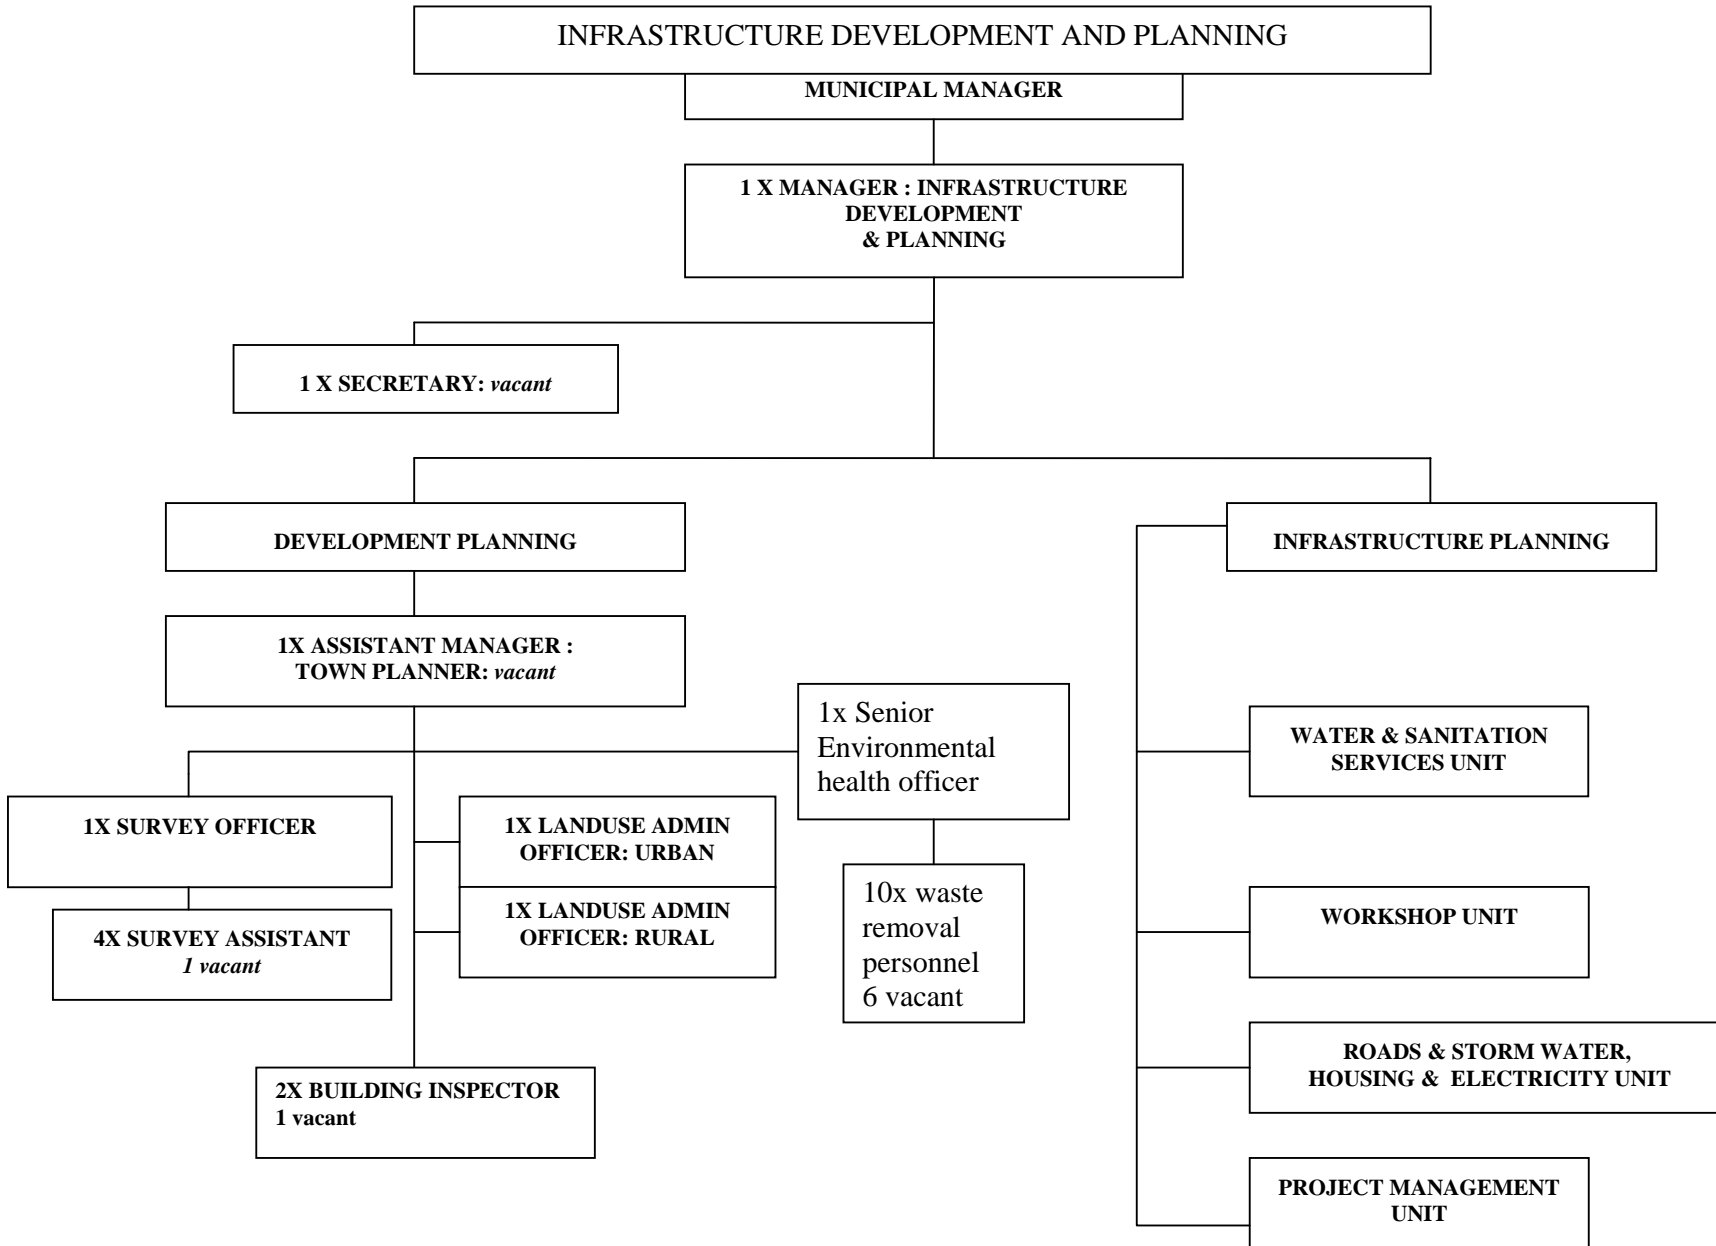 INFRASTRUCTURE DEVELOPMENT AND PLANNING
MUNICIPAL MANAGER
1 X MANAGER : INFRASTRUCTURE
DEVELOPMENT
& PLANNING
1 X SECRETARY: vacant
DEVELOPMENT PLANNING
INFRASTRUCTURE PLANNING
1X ASSISTANT MANAGER :
TOWN PLANNER: vacant
1x Senior
Environmental
health officer
WATER & SANITATION
SERVICES UNIT
1X SURVEY OFFICER
1X LANDUSE ADMIN
OFFICER: URBAN
10x waste
removal
personnel
6 vacant
4X SURVEY ASSISTANT
1 vacant
1X LANDUSE ADMIN
OFFICER: RURAL
WORKSHOP UNIT
ROADS & STORM WATER,
HOUSING &  ELECTRICITY UNIT
2X BUILDING INSPECTOR
1 vacant
PROJECT MANAGEMENT
UNIT